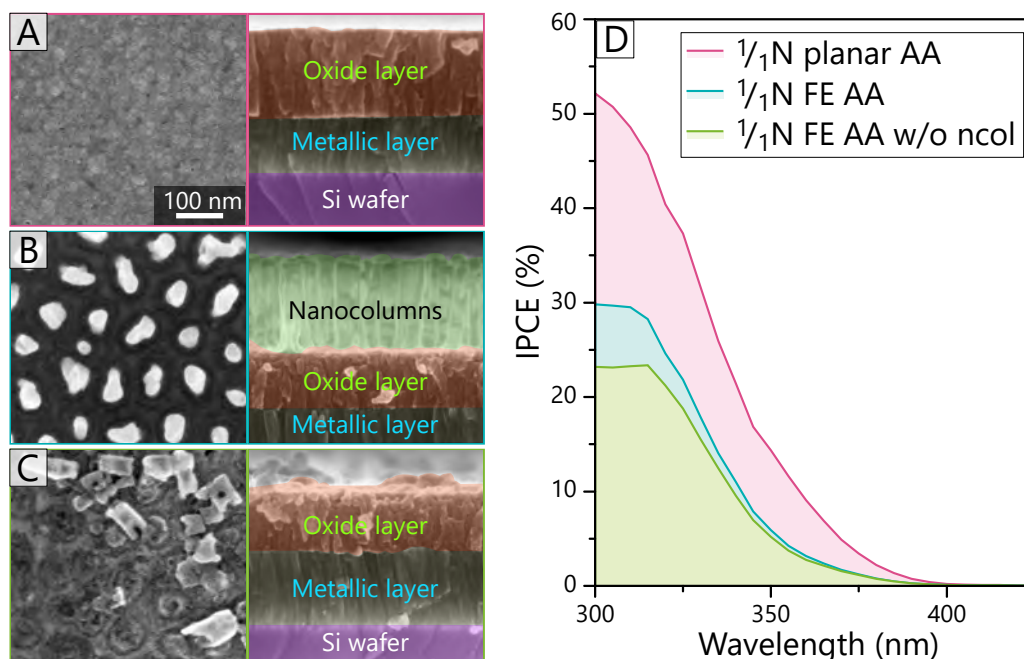 A
Oxide layer
Metallic layer
Si wafer
100 nm
B
Nanocolumns
Oxide layer
Metallic layer
C
Oxide layer
Metallic layer
Si wafer
D
¹/₁N planar AA
¹/₁N FE AA
¹/₁N FE AA w/o ncol
IPCE (%)
60
50
40
30
20
10
0
300
350
400
Wavelength (nm)